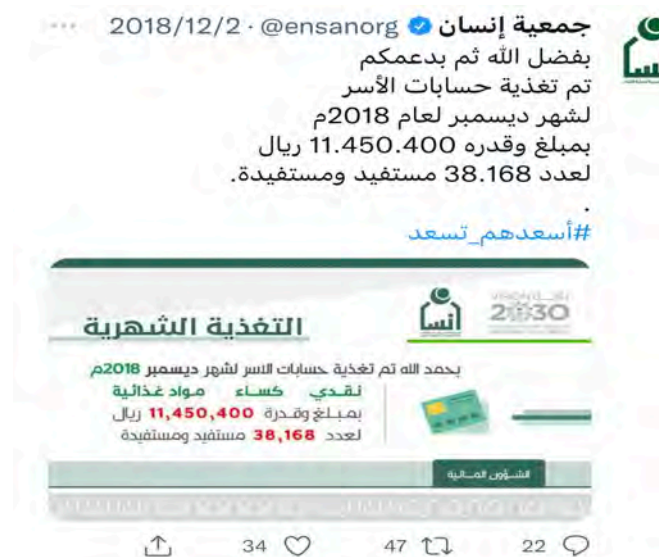 جمعية إنسان @ensanorg · 2018/12/2 ...
بفضل الله ثم بدعمكم
تم تغذية حسابات الأسر
لشهر ديسمبر لعام 2018م
بمبلغ وقدره 11.450.400 ريال
لعدد 38.168 مستفيد ومستفيدة.
.
#أسعدهم_تسعد
2030
التغذية الشهرية
بحمد الله تم تغذية حسابات الأسر لشهر ديسمبر 2018م
نقدي كساء مواد غذائية
بمبلغ وقدرة 11,450,400 ريال
لعدد 38,168 مستفيد ومستفيدة
الشؤون المالية
22 47 34